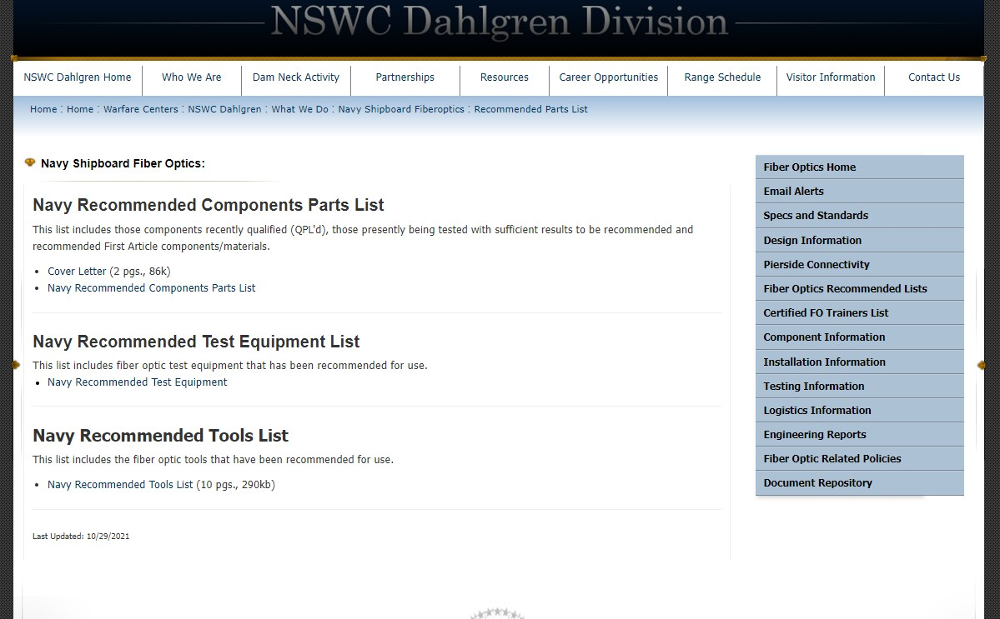 NSWC Dahlgren Division
NSWC Dahlgren Home
Who We Are
Dam Neck Activity
Partnerships
Resources
Career Opportunities
Range Schedule
Visitor Information
Contact Us
Home : Home : Warfare Centers : NSWC Dahlgren : What We Do : Navy Shipboard Fiberoptics : Recommended Parts List
Navy Shipboard Fiber Optics:
Navy Recommended Components Parts List
This list includes those components recently qualified (QPL'd), those presently being tested with sufficient results to be recommended and
recommended First Article components/materials.
• Cover Letter (2 pgs., 86k)
• Navy Recommended Components Parts List
Navy Recommended Test Equipment List
This list includes fiber optic test equipment that has been recommended for use.
• Navy Recommended Test Equipment
Navy Recommended Tools List
This list includes the fiber optic tools that have been recommended for use.
• Navy Recommended Tools List (10 pgs., 290kb)
Last Updated: 10/29/2021
Fiber Optics Home
Email Alerts
Specs and Standards
Design Information
Pierside Connectivity
Fiber Optics Recommended Lists
Certified FO Trainers List
Component Information
Installation Information
Testing Information
Logistics Information
Engineering Reports
Fiber Optic Related Policies
Document Repository